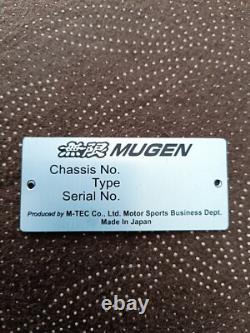 無限 MUGEN
Chassis No.
Type
Serial No.
Produced by M-TEC Co., Ltd. Motor Sports Business Dept.
Made In Japan